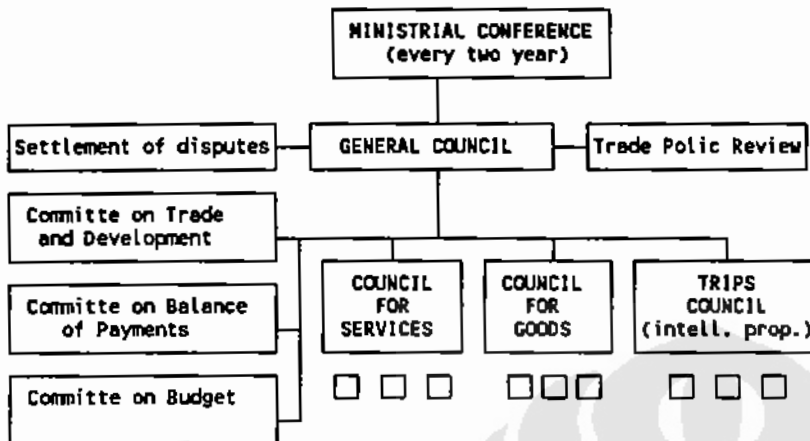 MINISTRIAL CONFERENCE
(every two year)
Settlement of disputes
GENERAL COUNCIL
Trade Polic Review
Committe on Trade
and Development
COUNCIL
FOR
SERVICES
COUNCIL
FOR
GOODS
TRIPS
COUNCIL
(intell. prop.)
Committe on Balance
of Payments
Committe on Budget